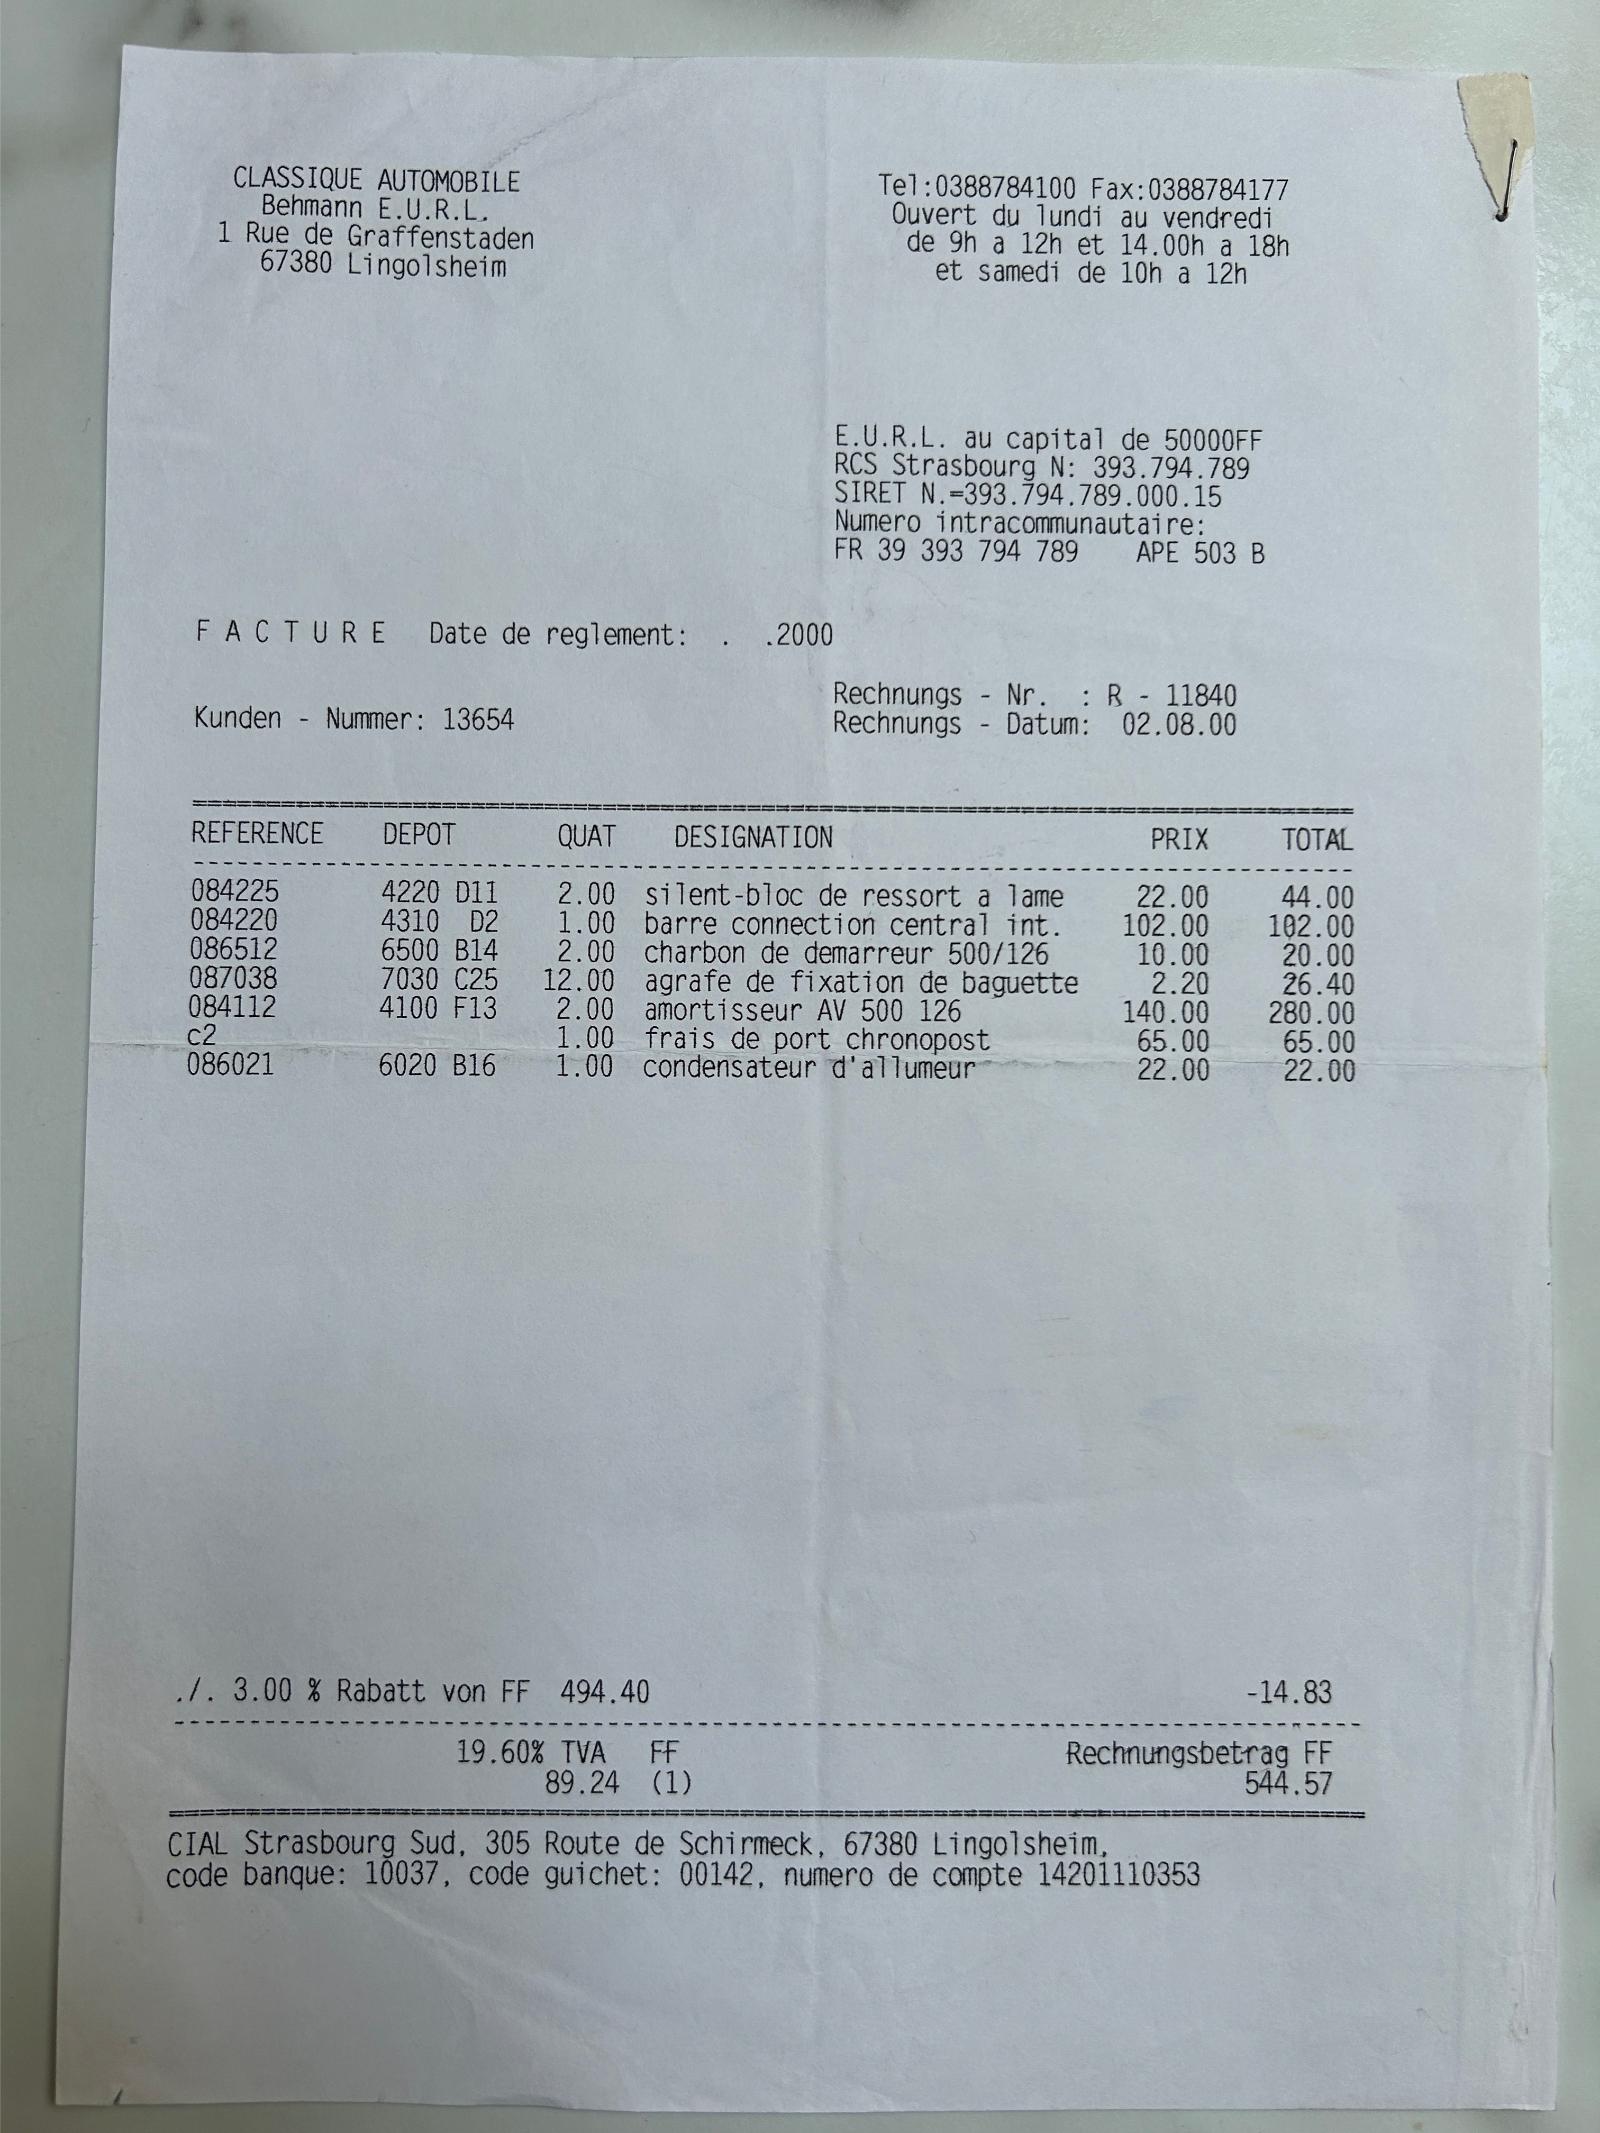 CLASSIQUE AUTOMOBILE
Behmann E.U.R.L.
1 Rue de Graffenstaden
67380 Lingolsheim
Tel:0388784100 Fax:0388784177
Ouvert du lundi au vendredi
de 9h a 12h et 14.00h a 18h
et samedi de 10h a 12h
E.U.R.L. au capital de 50000FF
RCS Strasbourg N: 393.794.789
SIRET N.=393.794.789.000.15
Numero intracommunautaire:
FR 39 393 794 789 APE 503 B
F A C T U R E Date de reglement: . .2000
Kunden - Nummer: 13654
Rechnungs - Nr. : R - 11840
Rechnungs - Datum: 02.08.00
REFERENCE DEPOT QUAT DESIGNATION PRIX TOTAL
084225 4220 D11 2.00 silent-bloc de ressort a lame 22.00 44.00
084220 4310 D2 1.00 barre connection central int. 102.00 102.00
086512 6500 B14 2.00 charbon de demarreur 500/126 10.00 20.00
087038 7030 C25 12.00 agrafe de fixation de baguette 2.20 26.40
084112 4100 F13 2.00 amortisseur AV 500 126 140.00 280.00
c2 1.00 frais de port chronopost 65.00 65.00
086021 6020 B16 1.00 condensateur d'allumeur 22.00 22.00
./. 3.00 % Rabatt von FF 494.40 -14.83
19.60% TVA FF Rechnungsbetrag FF
89.24 (1) 544.57
CIAL Strasbourg Sud, 305 Route de Schirmeck, 67380 Lingolsheim,
code banque: 10037, code guichet: 00142, numero de compte 14201110353